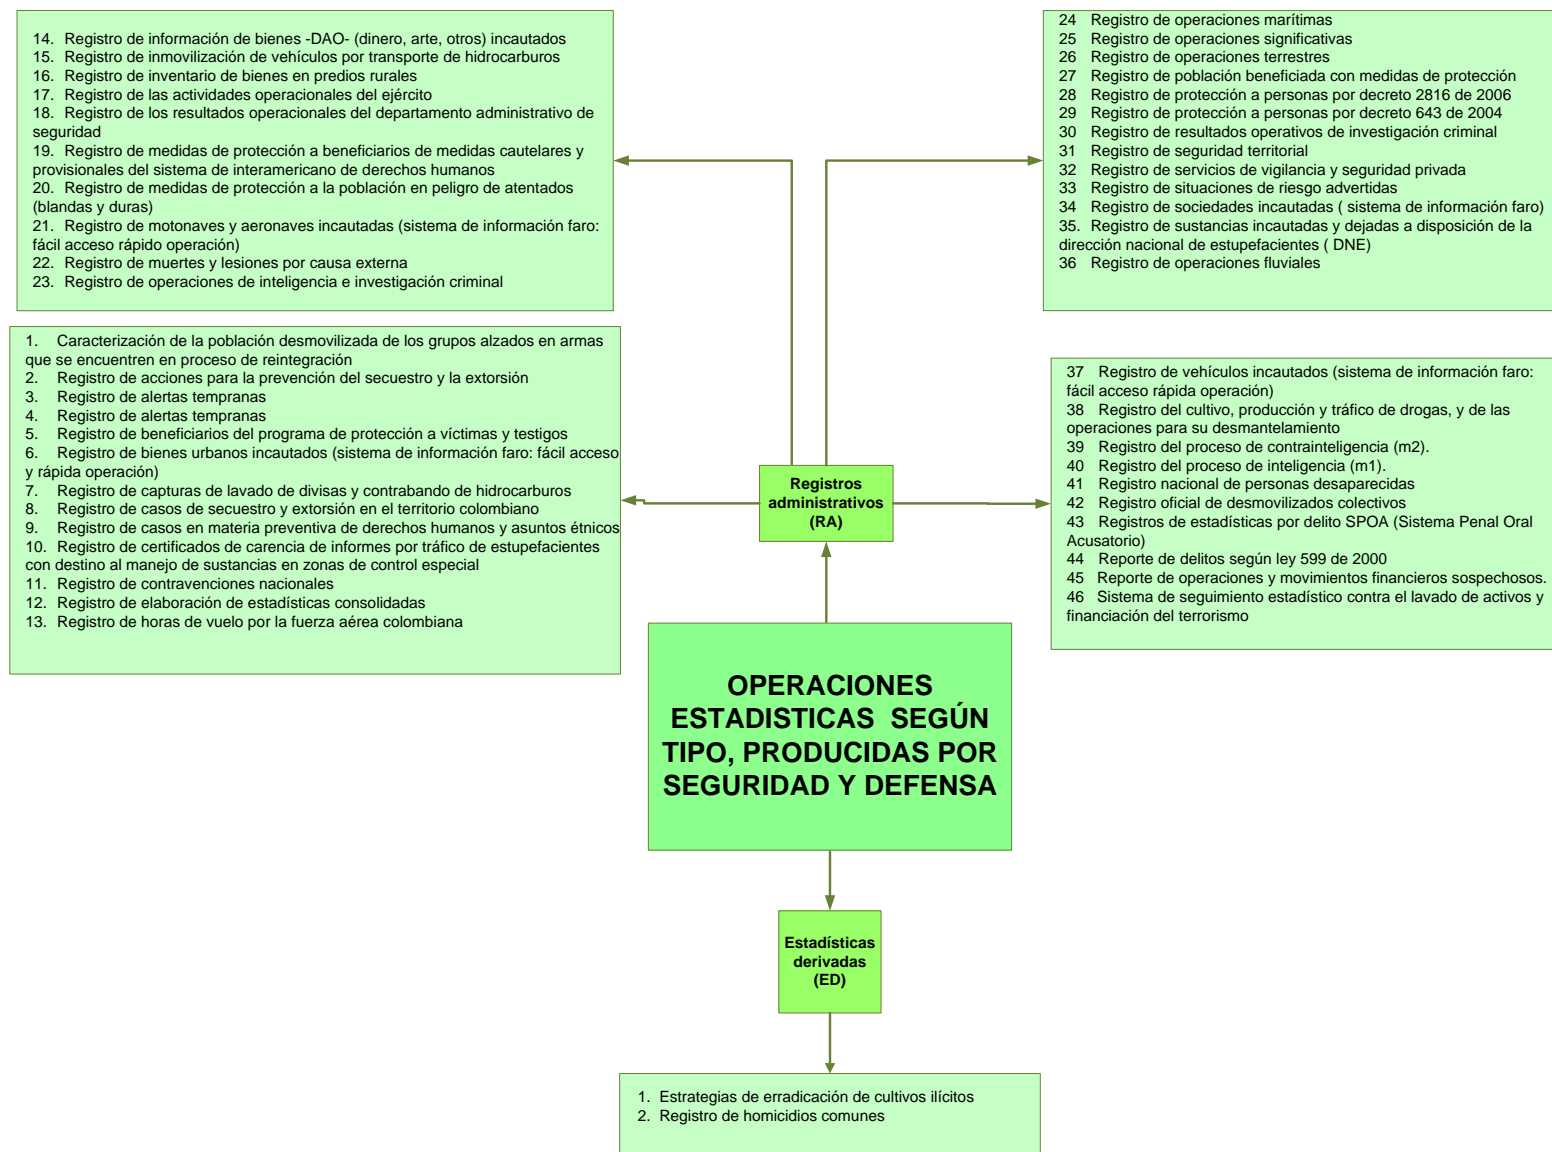 14. Registro de información de bienes -DAO- (dinero, arte, otros) incautados
15. Registro de inmovilización de vehículos por transporte de hidrocarburos
16. Registro de inventario de bienes en predios rurales
17. Registro de las actividades operacionales del ejército
18. Registro de los resultados operacionales del departamento administrativo de
seguridad
19. Registro de medidas de protección a beneficiarios de medidas cautelares y
provisionales del sistema de interamericano de derechos humanos
20. Registro de medidas de protección a la población en peligro de atentados
(blandas y duras)
21. Registro de motonaves y aeronaves incautadas (sistema de información faro:
fácil acceso rápido operación)
22. Registro de muertes y lesiones por causa externa
23. Registro de operaciones de inteligencia e investigación criminal
24 Registro de operaciones marítimas
25 Registro de operaciones significativas
26 Registro de operaciones terrestres
27 Registro de población beneficiada con medidas de protección
28 Registro de protección a personas por decreto 2816 de 2006
29 Registro de protección a personas por decreto 643 de 2004
30 Registro de resultados operativos de investigación criminal
31 Registro de seguridad territorial
32 Registro de servicios de vigilancia y seguridad privada
33 Registro de situaciones de riesgo advertidas
34 Registro de sociedades incautadas ( sistema de información faro)
35. Registro de sustancias incautadas y dejadas a disposición de la
dirección nacional de estupefacientes ( DNE)
36 Registro de operaciones fluviales
1. Caracterización de la población desmovilizada de los grupos alzados en armas
que se encuentren en proceso de reintegración
2. Registro de acciones para la prevención del secuestro y la extorsión
3. Registro de alertas tempranas
4. Registro de alertas tempranas
5. Registro de beneficiarios del programa de protección a víctimas y testigos
6. Registro de bienes urbanos incautados (sistema de información faro: fácil acceso
y rápida operación)
7. Registro de capturas de lavado de divisas y contrabando de hidrocarburos
8. Registro de casos de secuestro y extorsión en el territorio colombiano
9. Registro de casos en materia preventiva de derechos humanos y asuntos étnicos
10. Registro de certificados de carencia de informes por tráfico de estupefacientes
con destino al manejo de sustancias en zonas de control especial
11. Registro de contravenciones nacionales
12. Registro de elaboración de estadísticas consolidadas
13. Registro de horas de vuelo por la fuerza aérea colombiana
37 Registro de vehículos incautados (sistema de información faro:
fácil acceso rápida operación)
38 Registro del cultivo, producción y tráfico de drogas, y de las
operaciones para su desmantelamiento
39 Registro del proceso de contrainteligencia (m2).
40 Registro del proceso de inteligencia (m1).
41 Registro nacional de personas desaparecidas
42 Registro oficial de desmovilizados colectivos
43 Registros de estadísticas por delito SPOA (Sistema Penal Oral
Acusatorio)
44 Reporte de delitos según ley 599 de 2000
45 Reporte de operaciones y movimientos financieros sospechosos.
46 Sistema de seguimiento estadístico contra el lavado de activos y
financiación del terrorismo
Registros
administrativos
(RA)
OPERACIONES
ESTADISTICAS SEGÚN
TIPO, PRODUCIDAS POR
SEGURIDAD Y DEFENSA
Estadísticas
derivadas
(ED)
1. Estrategias de erradicación de cultivos ilícitos
2. Registro de homicidios comunes